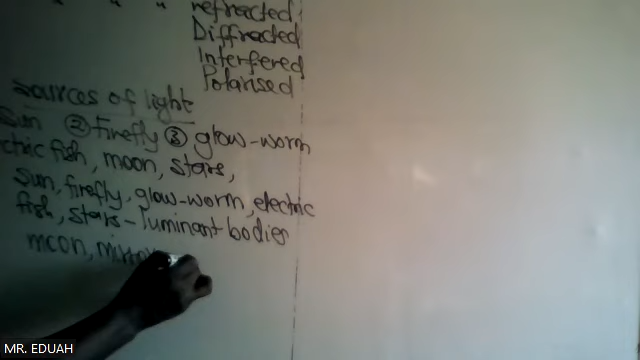 " " " refracted
Diffracted
Interfered
Polarised
Sources of light
Sun ② firefly ③ glow-worm
ctric fish, moon, stars,
Sun, firefly, glow-worm, electric
fish, stars - luminant bodies
moon, mirror
MR. EDUAH